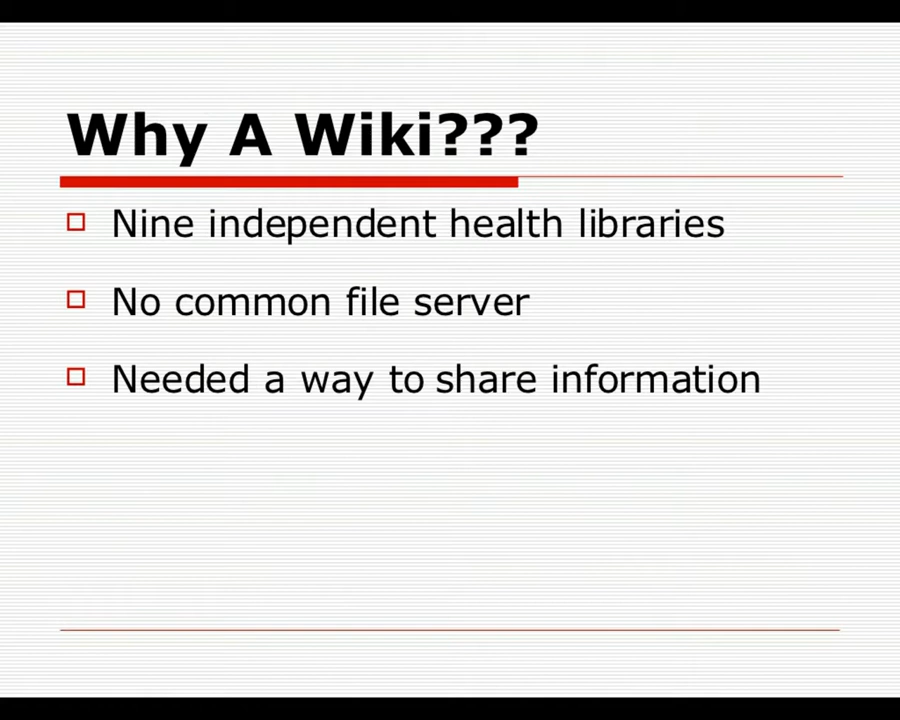 Why A Wiki???
Nine independent health libraries
No common file server
Needed a way to share information